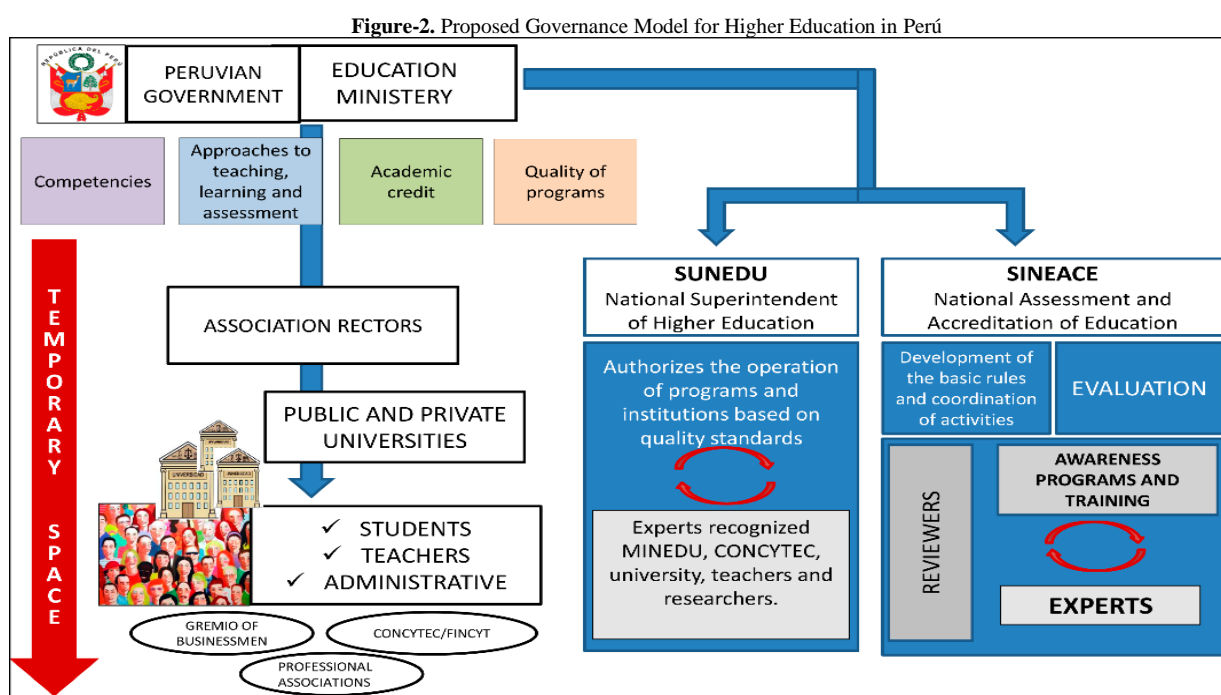 Figure-2. Proposed Governance Model for Higher Education in Perú
REPÚBLICA DEL PERÚ
PERUVIAN
GOVERNMENT
EDUCATION
MINISTERY
Competencies
Approaches to
teaching,
learning and
assessment
Academic
credit
Quality of
programs
TEMPORARY
SPACE
ASSOCIATION RECTORS
PUBLIC AND PRIVATE
UNIVERSITIES
UNIVERSIDAD
✓ STUDENTS
✓ TEACHERS
✓ ADMINISTRATIVE
GREMIO OF
BUSINESSMEN
CONCYTEC/FINCYT
PROFESSIONAL
ASSOCIATIONS
SUNEDU
National Superintendent
of Higher Education
Authorizes the operation
of programs and
institutions based on
quality standards
Experts recognized
MINEDU, CONCYTEC,
university, teachers and
researchers.
SINEACE
National Assessment and
Accreditation of Education
Development of
the basic rules
and coordination
of activities
EVALUATION
REVIEWERS
AWARENESS
PROGRAMS AND
TRAINING
EXPERTS